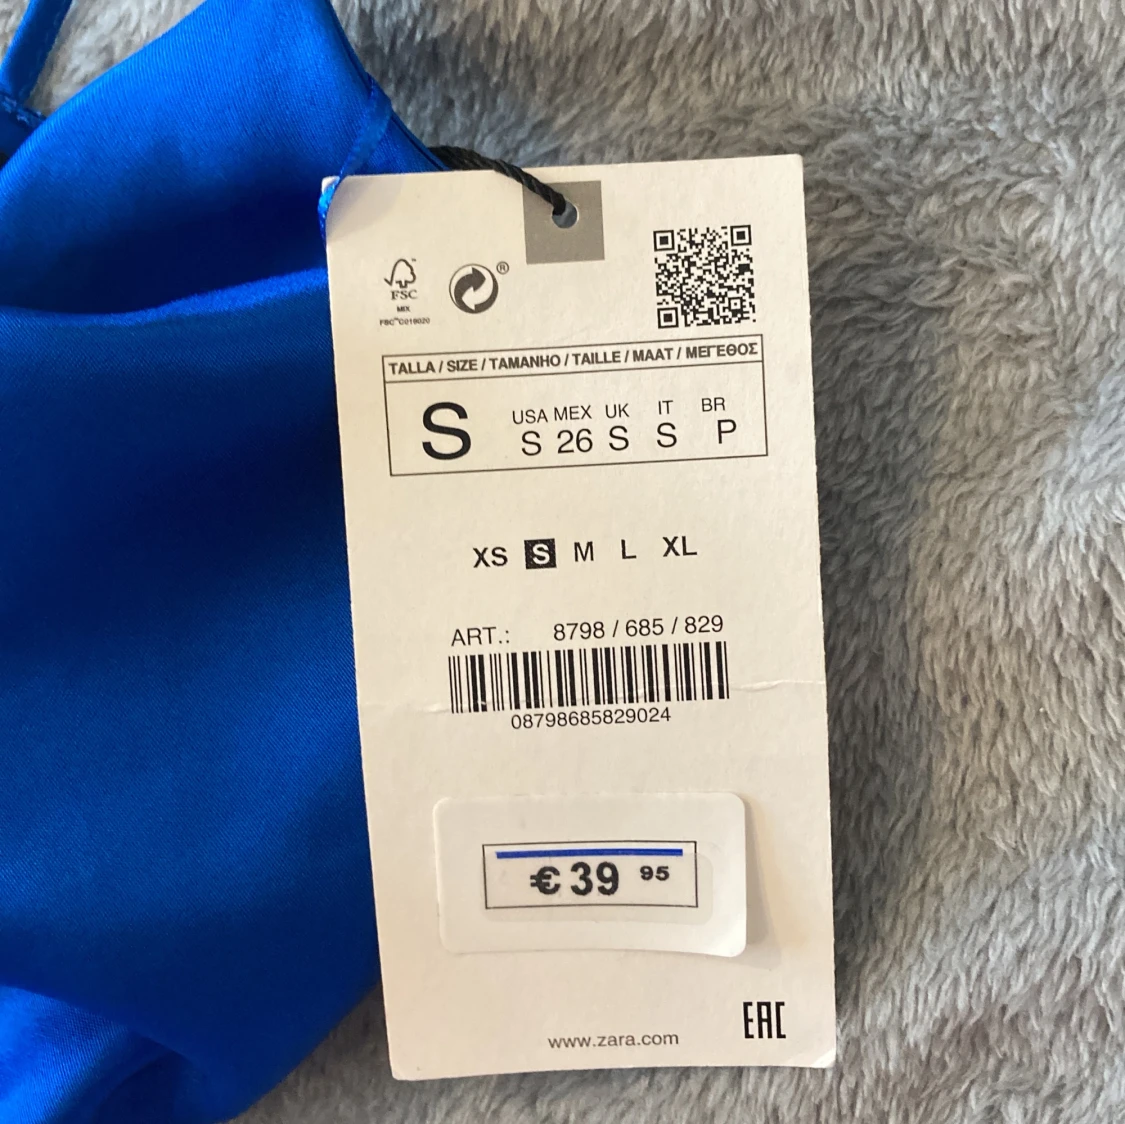 FSC
MIX
FSC™C019020
®
TALLA / SIZE / TAMANHO / TAILLE / MAAT / ΜΕΓΕΘΟΣ
S
USA MEX UK IT BR
S 26 S S P
XS S M L XL
ART.: 8798 / 685 / 829
08798685829024
€ 39 95
EAC
www.zara.com